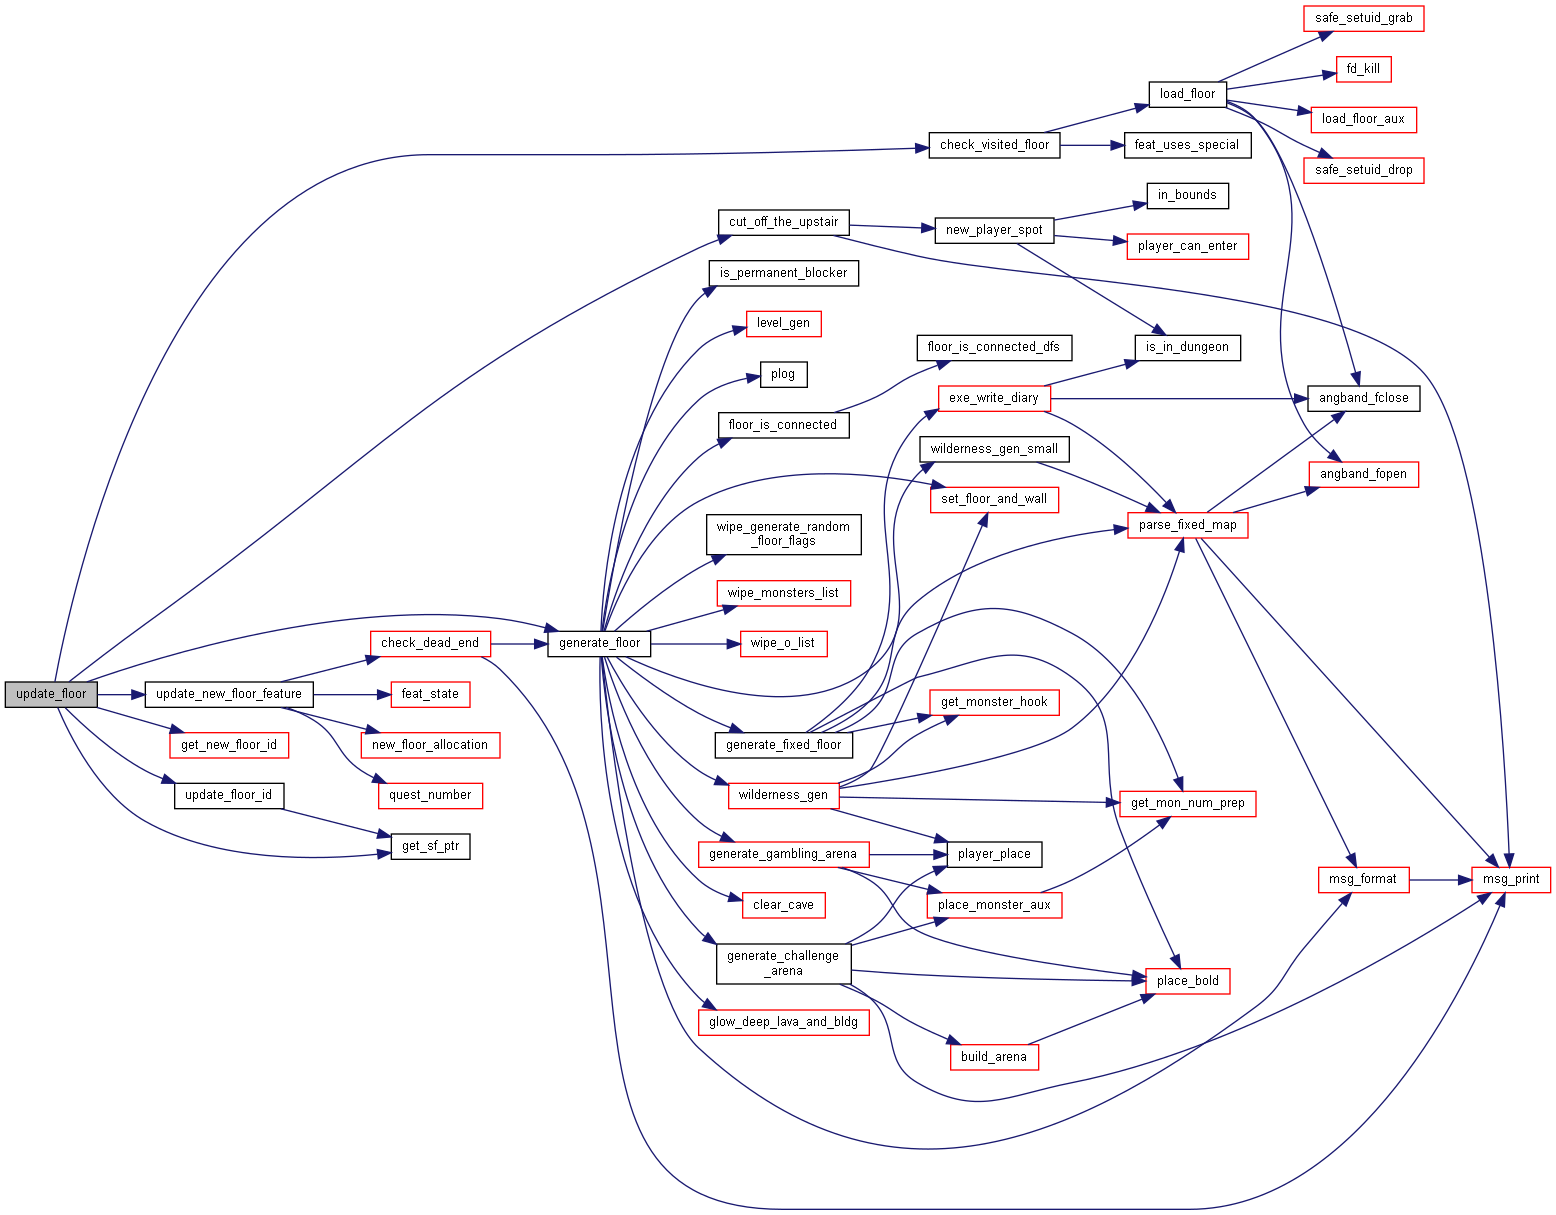 safe_setuid_grab
fd_kill
load_floor
load_floor_aux
check_visited_floor
feat_uses_special
safe_setuid_drop
in_bounds
cut_off_the_upstair
new_player_spot
player_can_enter
is_permanent_blocker
level_gen
floor_is_connected_dfs
is_in_dungeon
plog
exe_write_diary
angband_fclose
floor_is_connected
wilderness_gen_small
angband_fopen
set_floor_and_wall
wipe_generate_random
_floor_flags
parse_fixed_map
wipe_monsters_list
check_dead_end
generate_floor
wipe_o_list
update_floor
update_new_floor_feature
feat_state
get_monster_hook
get_new_floor_id
new_floor_allocation
generate_fixed_floor
update_floor_id
quest_number
wilderness_gen
get_mon_num_prep
get_sf_ptr
generate_gambling_arena
player_place
msg_format
msg_print
clear_cave
place_monster_aux
generate_challenge
_arena
place_bold
glow_deep_lava_and_bldg
build_arena